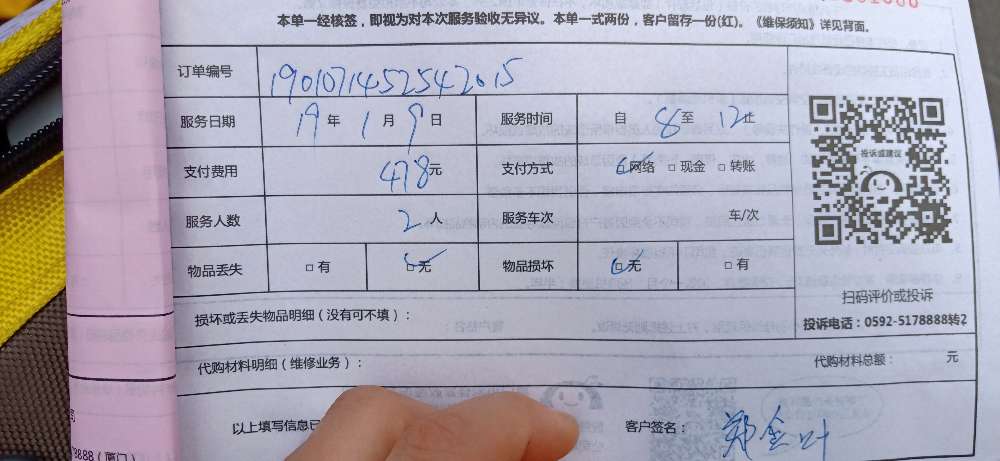 本单一经核签，即视为对本次服务验收无异议。本单一式两份，客户留存一份(红)。《维保须知》详见背面。
订单编号 1901071452542015
服务日期 19 年 1 月 9 日 服务时间 自 8 至 12 止
支付费用 478元 支付方式 □网络 □现金 □转账
投诉或建议
服务人数 2 人 服务车次 车/次
物品丢失 □有 □无 物品损坏 □无 □有
扫码评价或投诉
损坏或丢失物品明细（没有可不填）：
投诉电话：0592-5178888转2
代购材料明细（维修业务）： 代购材料总额： 元
以上填写信息已 客户签名： 郑金叶
8888（厦门）